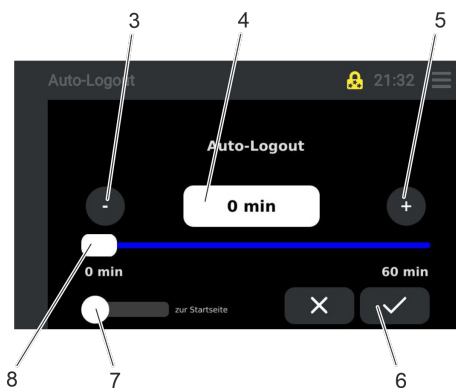 3 4 5
Auto-Logout 21:32
Auto-Logout
- 0 min +
0 min 60 min
zur Startseite
8 7 6